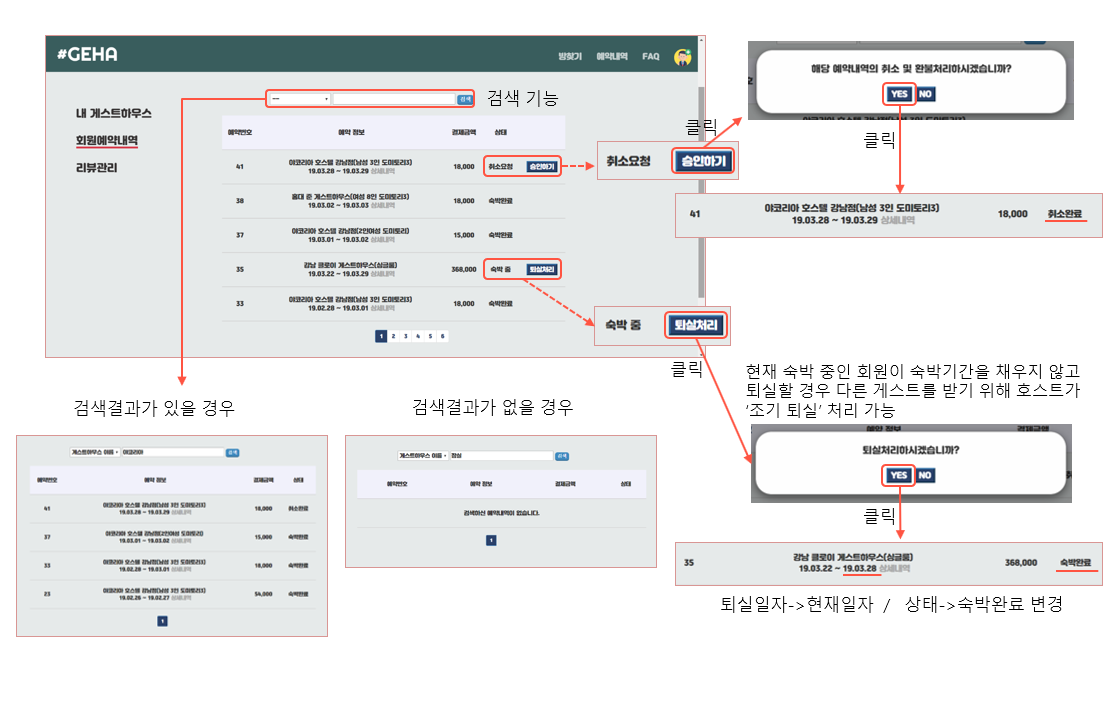 #GEHA
방찾기 예약내역 FAQ
내 게스트하우스
회원예약내역
리뷰관리
--- 검색
검색 기능
예약번호 예약 정보 결제금액 상태
41 아코리아 호스텔 강남점(남성 3인 도미토리3) 18,000 취소요청 승인하기
19.03.28 ~ 19.03.29 상세내역
38 홍대 준 게스트하우스(여성 8인 도미토리3) 18,000 숙박완료
19.03.02 ~ 19.03.03 상세내역
37 아코리아 호스텔 강남점(2인여성 도미토리) 15,000 숙박완료
19.03.01 ~ 19.03.02 상세내역
35 강남 클로이 게스트하우스(싱글룸) 368,000 숙박 중 퇴실처리
19.03.22 ~ 19.03.29 상세내역
33 아코리아 호스텔 강남점(남성 3인 도미토리3) 18,000 숙박완료
19.02.28 ~ 19.03.01 상세내역
1 2 3 4 5 6
취소요청 승인하기
클릭
해당 예약내역의 취소 및 환불처리하시겠습니까?
YES NO
클릭
41 아코리아 호스텔 강남점(남성 3인 도미토리3) 18,000 취소완료
19.03.28 ~ 19.03.29 상세내역
숙박 중 퇴실처리
클릭
현재 숙박 중인 회원이 숙박기간을 채우지 않고
퇴실할 경우 다른 게스트를 받기 위해 호스트가
'조기 퇴실' 처리 가능
퇴실처리하시겠습니까?
YES NO
클릭
35 강남 클로이 게스트하우스(싱글룸) 368,000 숙박완료
19.03.22 ~ 19.03.28 상세내역
퇴실일자->현재일자 / 상태->숙박완료 변경
검색결과가 있을 경우
게스트하우스 이름 아코리아 검색
예약번호 예약 정보 결제금액 상태
41 아코리아 호스텔 강남점(남성 3인 도미토리3) 18,000 취소완료
19.03.28 ~ 19.03.29 상세내역
37 아코리아 호스텔 강남점(2인여성 도미토리) 15,000 숙박완료
19.03.01 ~ 19.03.02 상세내역
33 아코리아 호스텔 강남점(남성 3인 도미토리3) 18,000 숙박완료
19.02.28 ~ 19.03.01 상세내역
23 아코리아 호스텔 강남점(남성 3인 도미토리3) 54,000 숙박완료
19.02.26 ~ 19.02.27 상세내역
1
검색결과가 없을 경우
게스트하우스 이름 잠실 검색
예약번호 예약 정보 결제금액 상태
검색하신 예약내역이 없습니다.
1